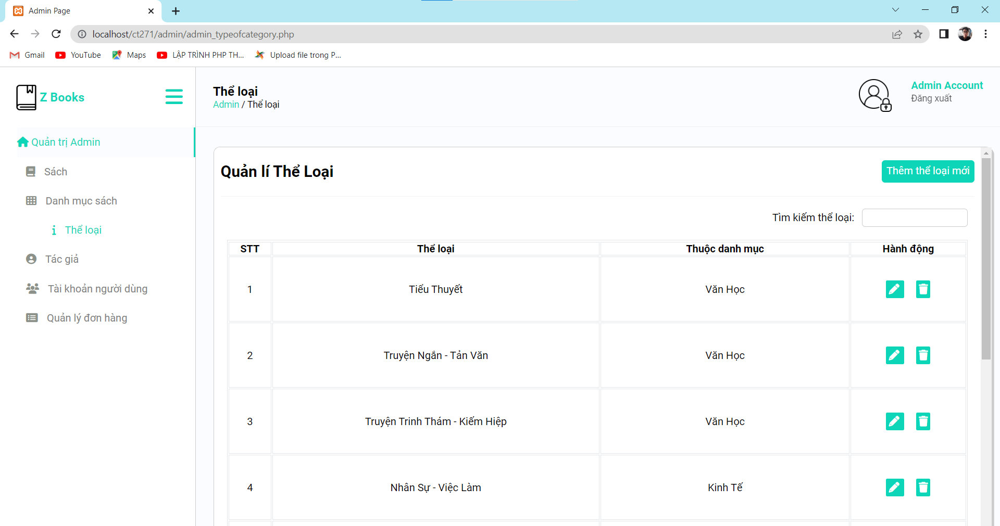 Admin Page
localhost/ct271/admin/admin_typeofcategory.php
Gmail YouTube Maps LẬP TRÌNH PHP TH... Upload file trong P...
Z Books
Thể loại
Admin / Thể loại
Admin Account
Đăng xuất
Quản trị Admin
Sách
Danh mục sách
Thể loại
Tác giả
Tài khoản người dùng
Quản lý đơn hàng
Quản lí Thể Loại
Thêm thể loại mới
Tìm kiếm thể loại:
STT Thể loại Thuộc danh mục Hành động
1 Tiểu Thuyết Văn Học
2 Truyện Ngắn - Tản Văn Văn Học
3 Truyện Trinh Thám - Kiếm Hiệp Văn Học
4 Nhân Sự - Việc Làm Kinh Tế